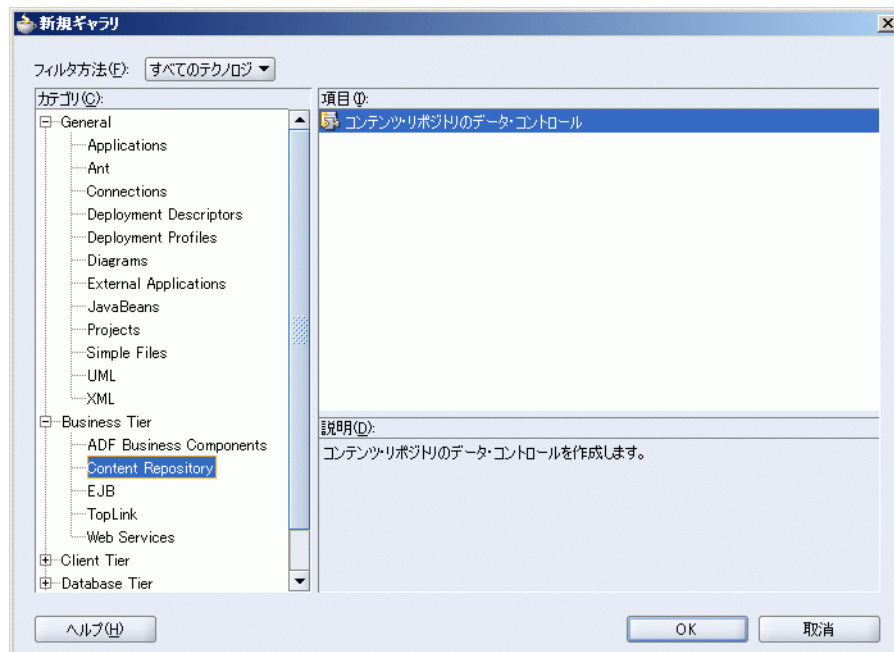 新規ギャラリ
フィルタ方法(F): すべてのテクノロジ
カテゴリ(C):
General
Applications
Ant
Connections
Deployment Descriptors
Deployment Profiles
Diagrams
External Applications
JavaBeans
Projects
Simple Files
UML
XML
Business Tier
ADF Business Components
Content Repository
EJB
TopLink
Web Services
Client Tier
Database Tier
項目(I):
コンテンツ・リポジトリのデータ・コントロール
説明(D):
コンテンツ・リポジトリのデータ・コントロールを作成します。
ヘルプ(H)
OK
取消